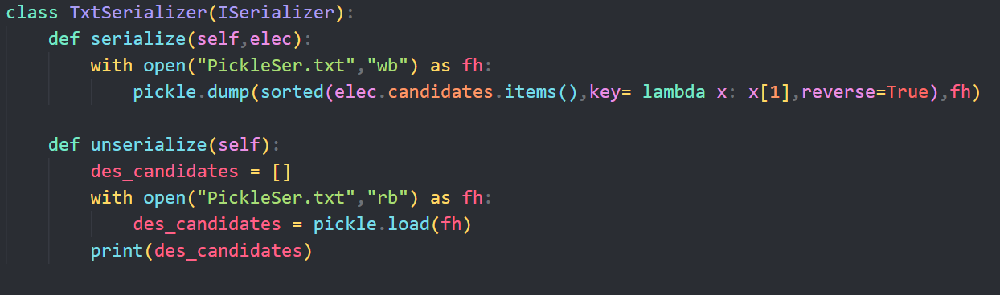 class TxtSerializer(ISerializer):
    def serialize(self,elec):
        with open("PickleSer.txt","wb") as fh:
            pickle.dump(sorted(elec.candidates.items(),key= lambda x: x[1],reverse=True),fh)
    def unserialize(self):
        des_candidates = []
        with open("PickleSer.txt","rb") as fh:
            des_candidates = pickle.load(fh)
        print(des_candidates)